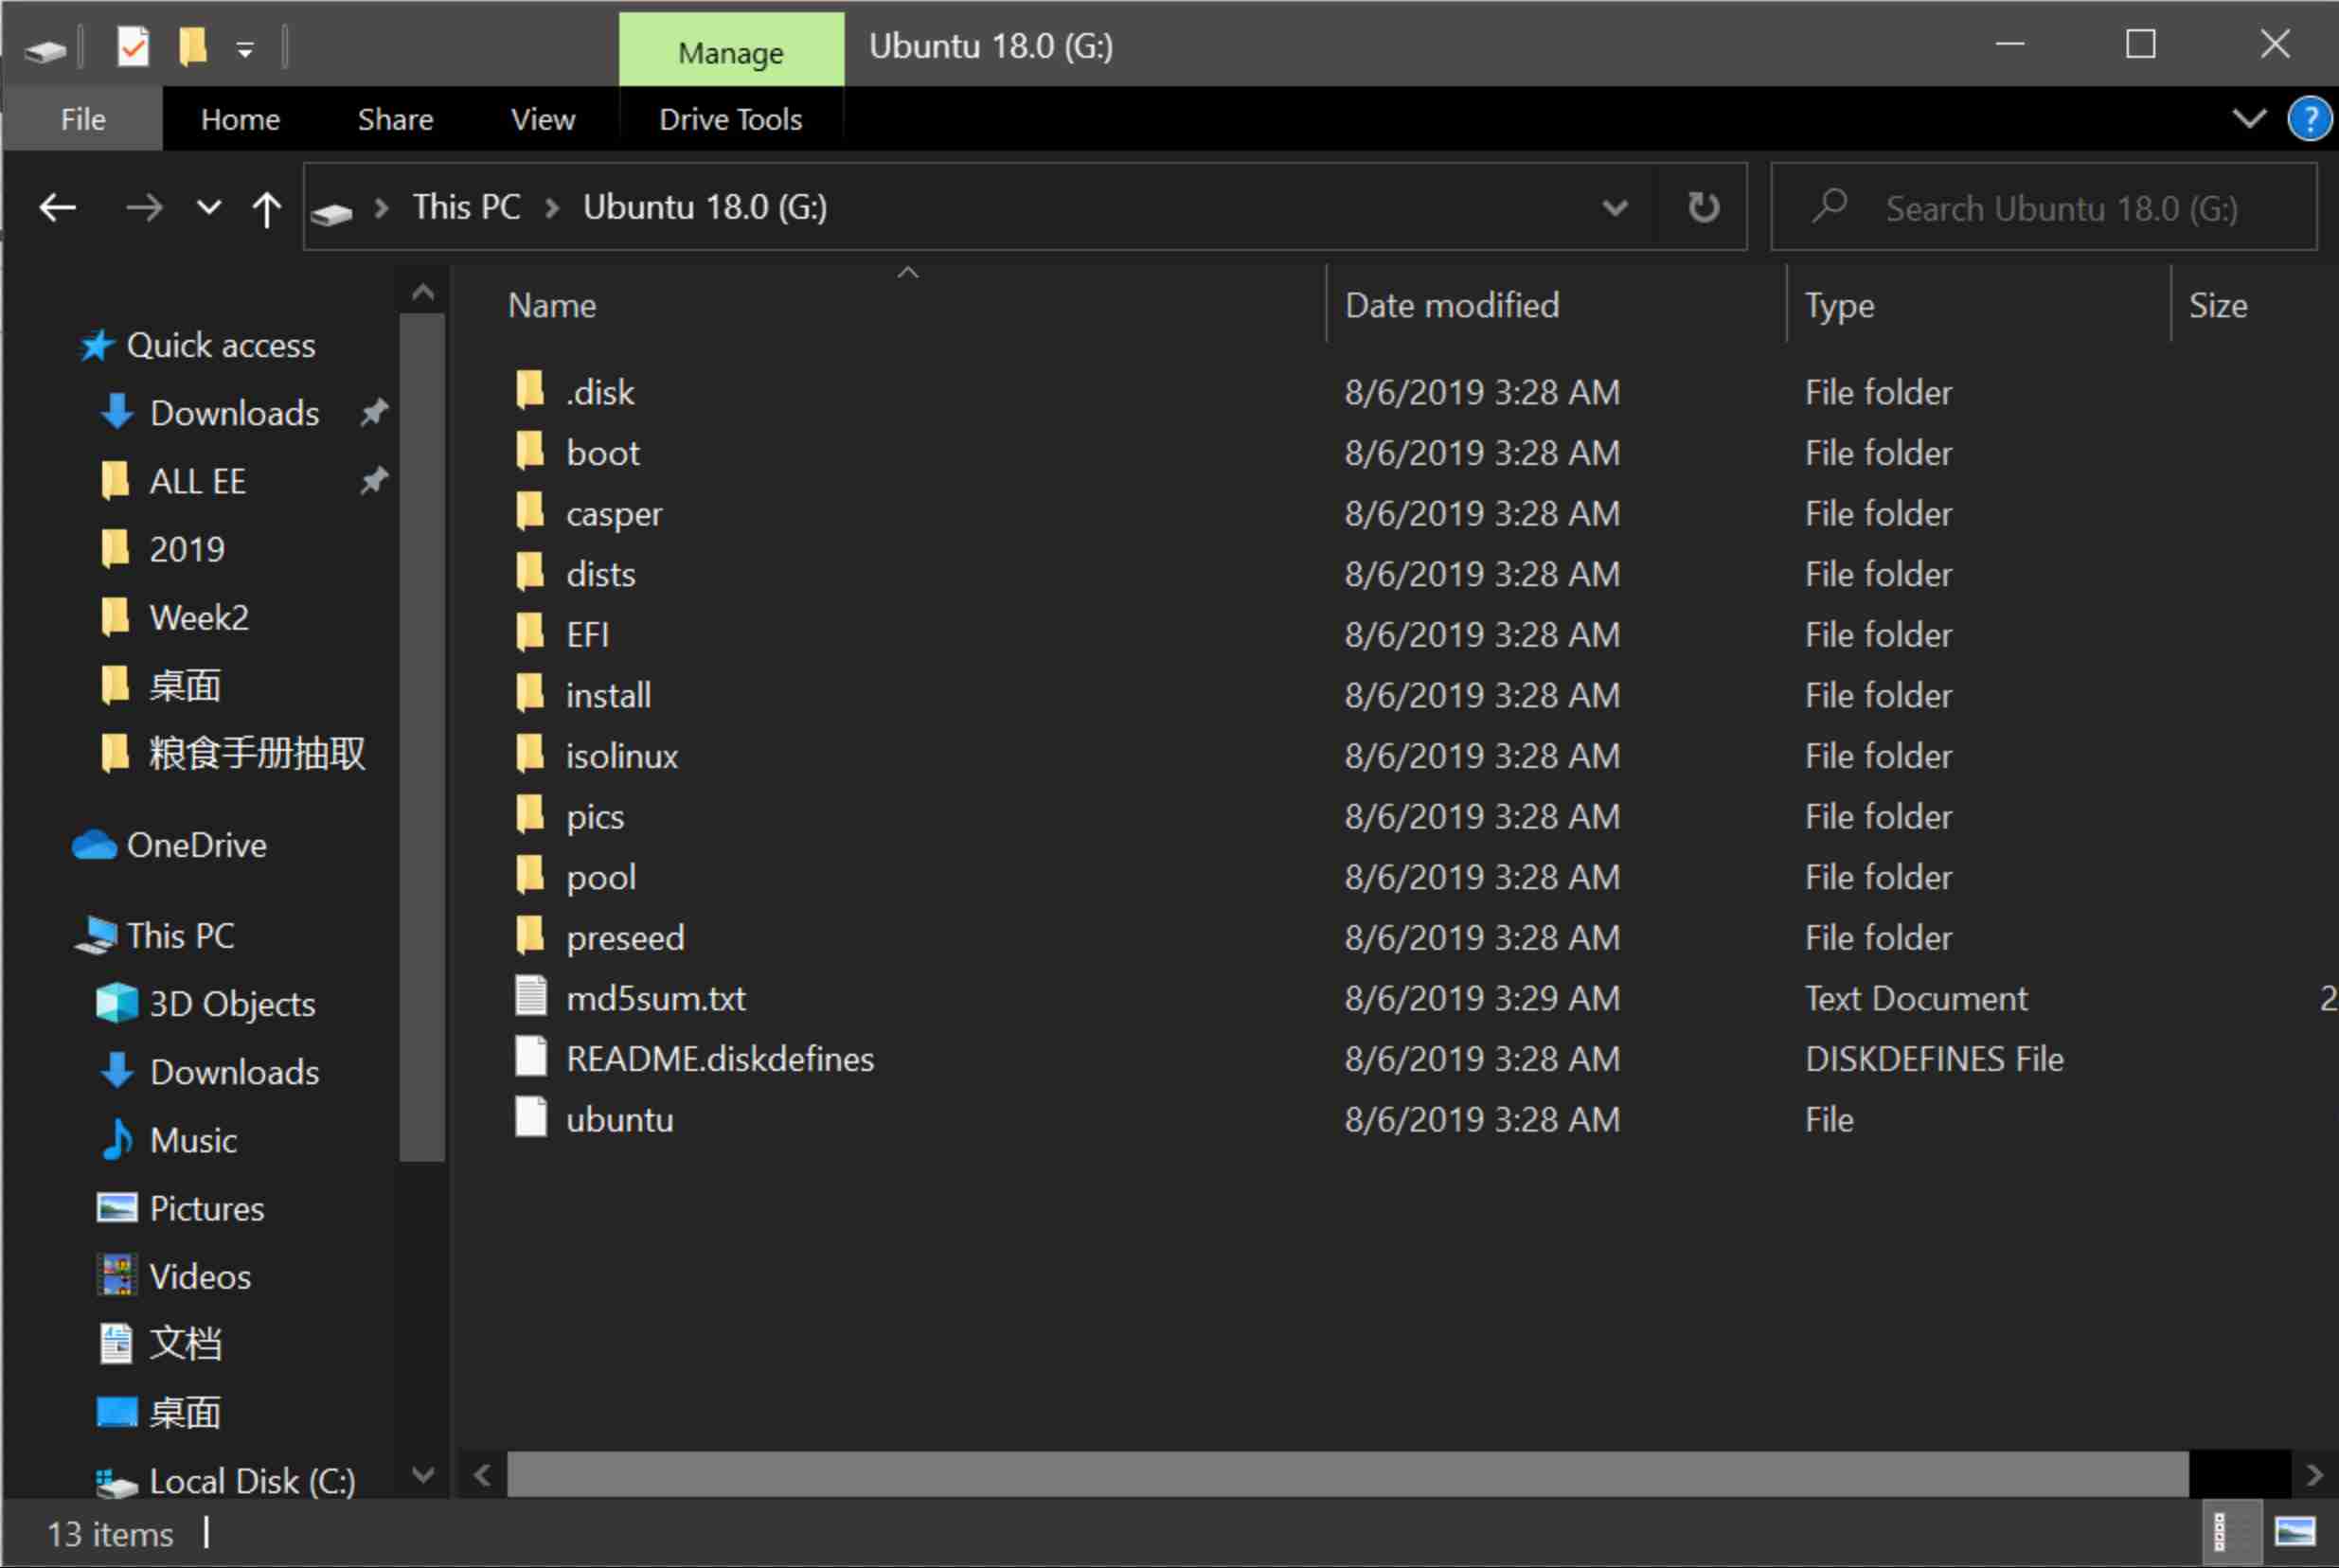 Manage
Ubuntu 18.0 (G:)
File Home Share View Drive Tools
This PC Ubuntu 18.0 (G:)
Search Ubuntu 18.0 (G:)
Quick access
Downloads
ALL EE
2019
Week2
桌面
粮食手册抽取
OneDrive
This PC
3D Objects
Downloads
Music
Pictures
Videos
文档
桌面
Local Disk (C:)
Name Date modified Type Size
.disk 8/6/2019 3:28 AM File folder
boot 8/6/2019 3:28 AM File folder
casper 8/6/2019 3:28 AM File folder
dists 8/6/2019 3:28 AM File folder
EFI 8/6/2019 3:28 AM File folder
install 8/6/2019 3:28 AM File folder
isolinux 8/6/2019 3:28 AM File folder
pics 8/6/2019 3:28 AM File folder
pool 8/6/2019 3:28 AM File folder
preseed 8/6/2019 3:28 AM File folder
md5sum.txt 8/6/2019 3:29 AM Text Document 2
README.diskdefines 8/6/2019 3:28 AM DISKDEFINES File
ubuntu 8/6/2019 3:28 AM File
13 items